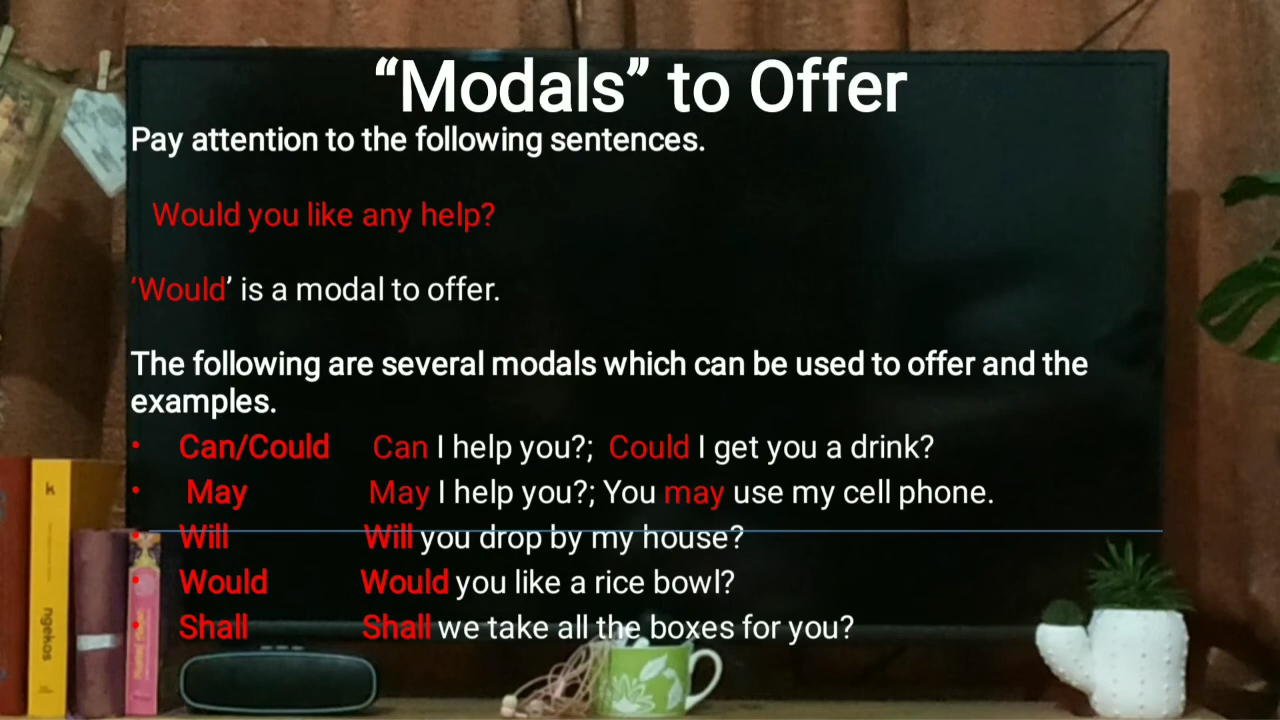 “Modals” to Offer
Pay attention to the following sentences.
Would you like any help?
‘Would’ is a modal to offer.
The following are several modals which can be used to offer and the
examples.
• Can/Could Can I help you?; Could I get you a drink?
• May May I help you?; You may use my cell phone.
• Will Will you drop by my house?
• Would Would you like a rice bowl?
• Shall Shall we take all the boxes for you?
k
ngekos